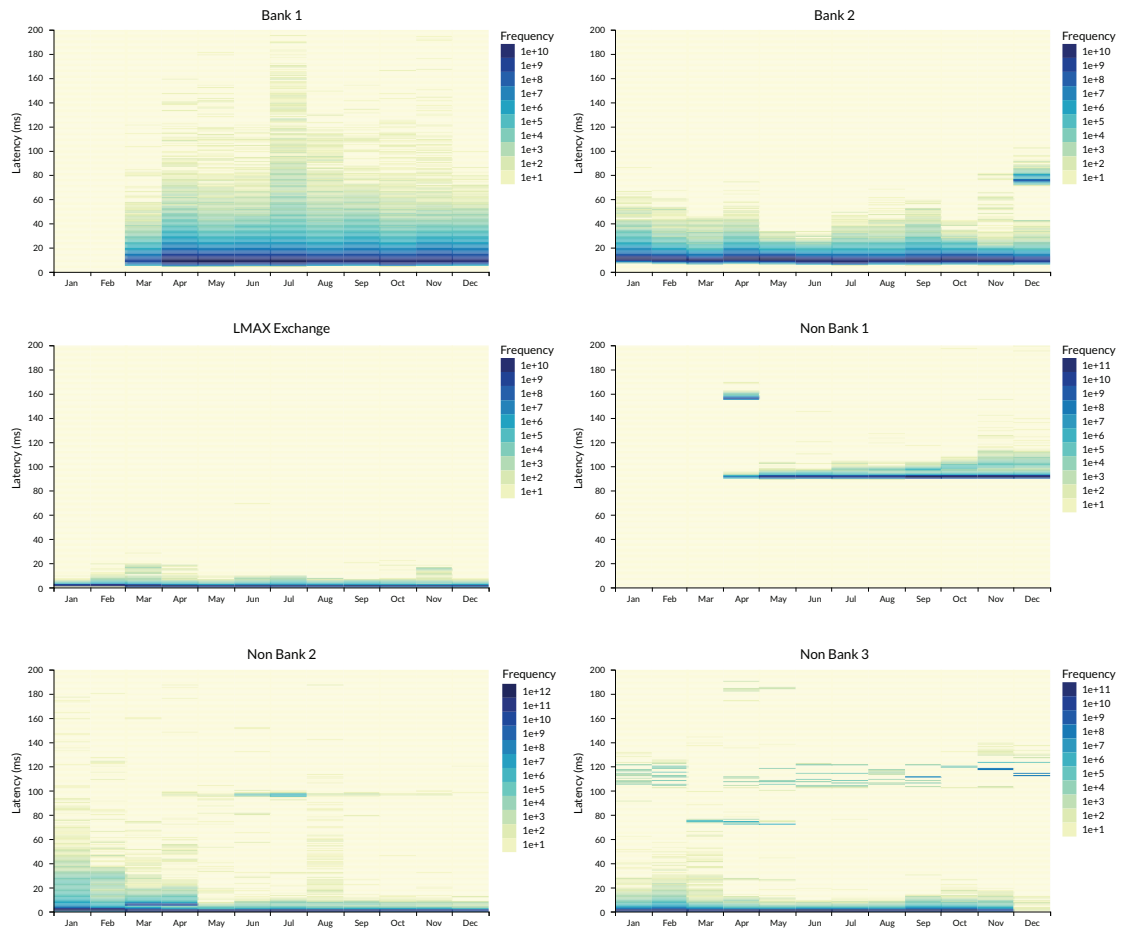 Bank 1
Frequency
200
180
160
140
120
100
80
60
40
20
0
Latency (ms)
1e+10
1e+9
1e+8
1e+7
1e+6
1e+5
1e+4
1e+3
1e+2
1e+1
Jan Feb Mar Apr May Jun Jul Aug Sep Oct Nov Dec
Bank 2
Frequency
200
180
160
140
120
100
80
60
40
20
0
Latency (ms)
1e+10
1e+9
1e+8
1e+7
1e+6
1e+5
1e+4
1e+3
1e+2
1e+1
Jan Feb Mar Apr May Jun Jul Aug Sep Oct Nov Dec
LMAX Exchange
Frequency
200
180
160
140
120
100
80
60
40
20
0
Latency (ms)
1e+10
1e+9
1e+8
1e+7
1e+6
1e+5
1e+4
1e+3
1e+2
1e+1
Jan Feb Mar Apr May Jun Jul Aug Sep Oct Nov Dec
Non Bank 1
Frequency
200
180
160
140
120
100
80
60
40
20
0
Latency (ms)
1e+11
1e+10
1e+9
1e+8
1e+7
1e+6
1e+5
1e+4
1e+3
1e+2
1e+1
Jan Feb Mar Apr May Jun Jul Aug Sep Oct Nov Dec
Non Bank 2
Frequency
200
180
160
140
120
100
80
60
40
20
0
Latency (ms)
1e+12
1e+11
1e+10
1e+9
1e+8
1e+7
1e+6
1e+5
1e+4
1e+3
1e+2
1e+1
Jan Feb Mar Apr May Jun Jul Aug Sep Oct Nov Dec
Non Bank 3
Frequency
200
180
160
140
120
100
80
60
40
20
0
Latency (ms)
1e+11
1e+10
1e+9
1e+8
1e+7
1e+6
1e+5
1e+4
1e+3
1e+2
1e+1
Jan Feb Mar Apr May Jun Jul Aug Sep Oct Nov Dec